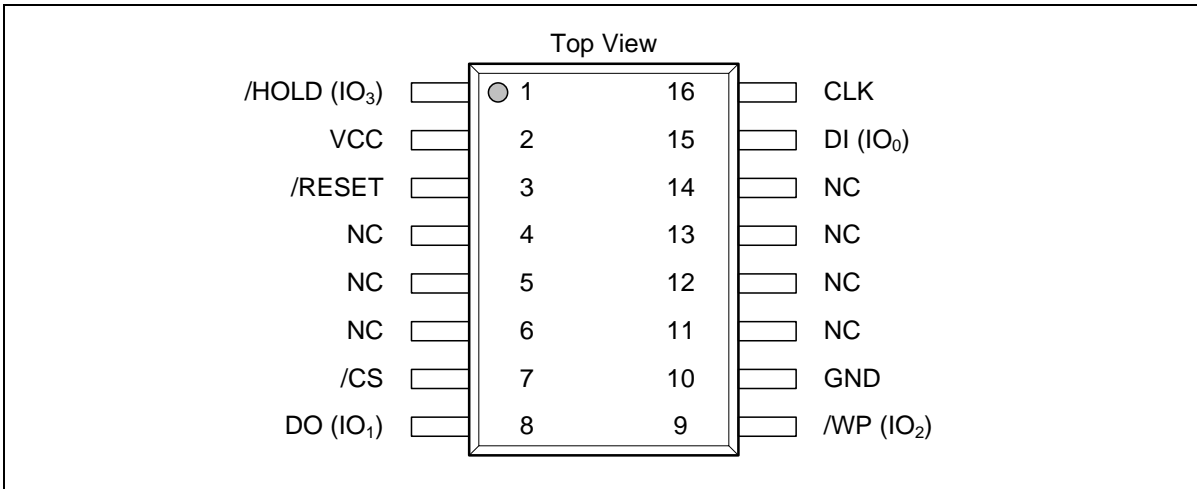 Top View
/HOLD (IO₃) 1 16 CLK
VCC 2 15 DI (IO₀)
/RESET 3 14 NC
NC 4 13 NC
NC 5 12 NC
NC 6 11 NC
/CS 7 10 GND
DO (IO₁) 8 9 /WP (IO₂)